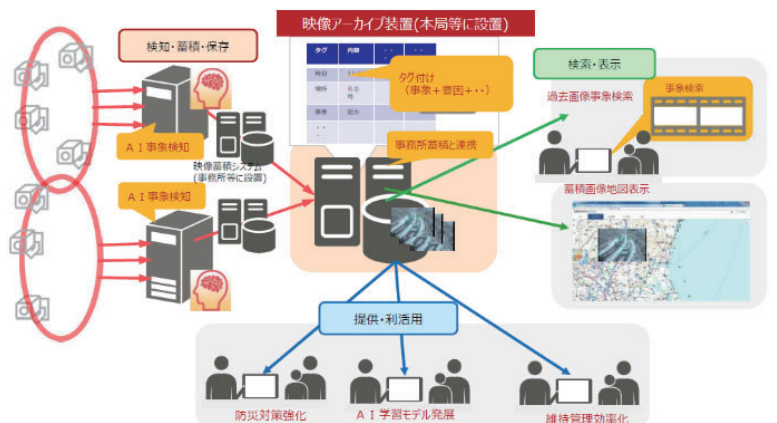 映像アーカイブ装置(本局等に設置)
検知・蓄積・保存
タグ 内容
時刻
場所
事象
タグ付け
(事象+要因+・・)
検索・表示
過去画像事象検索
事象検索
AI事象検知
映像蓄積システム
(事務所等に設置)
事務所蓄積と連携
AI事象検知
蓄積画像地図表示
提供・利活用
防災対策強化
AI学習モデル発展
維持管理効率化